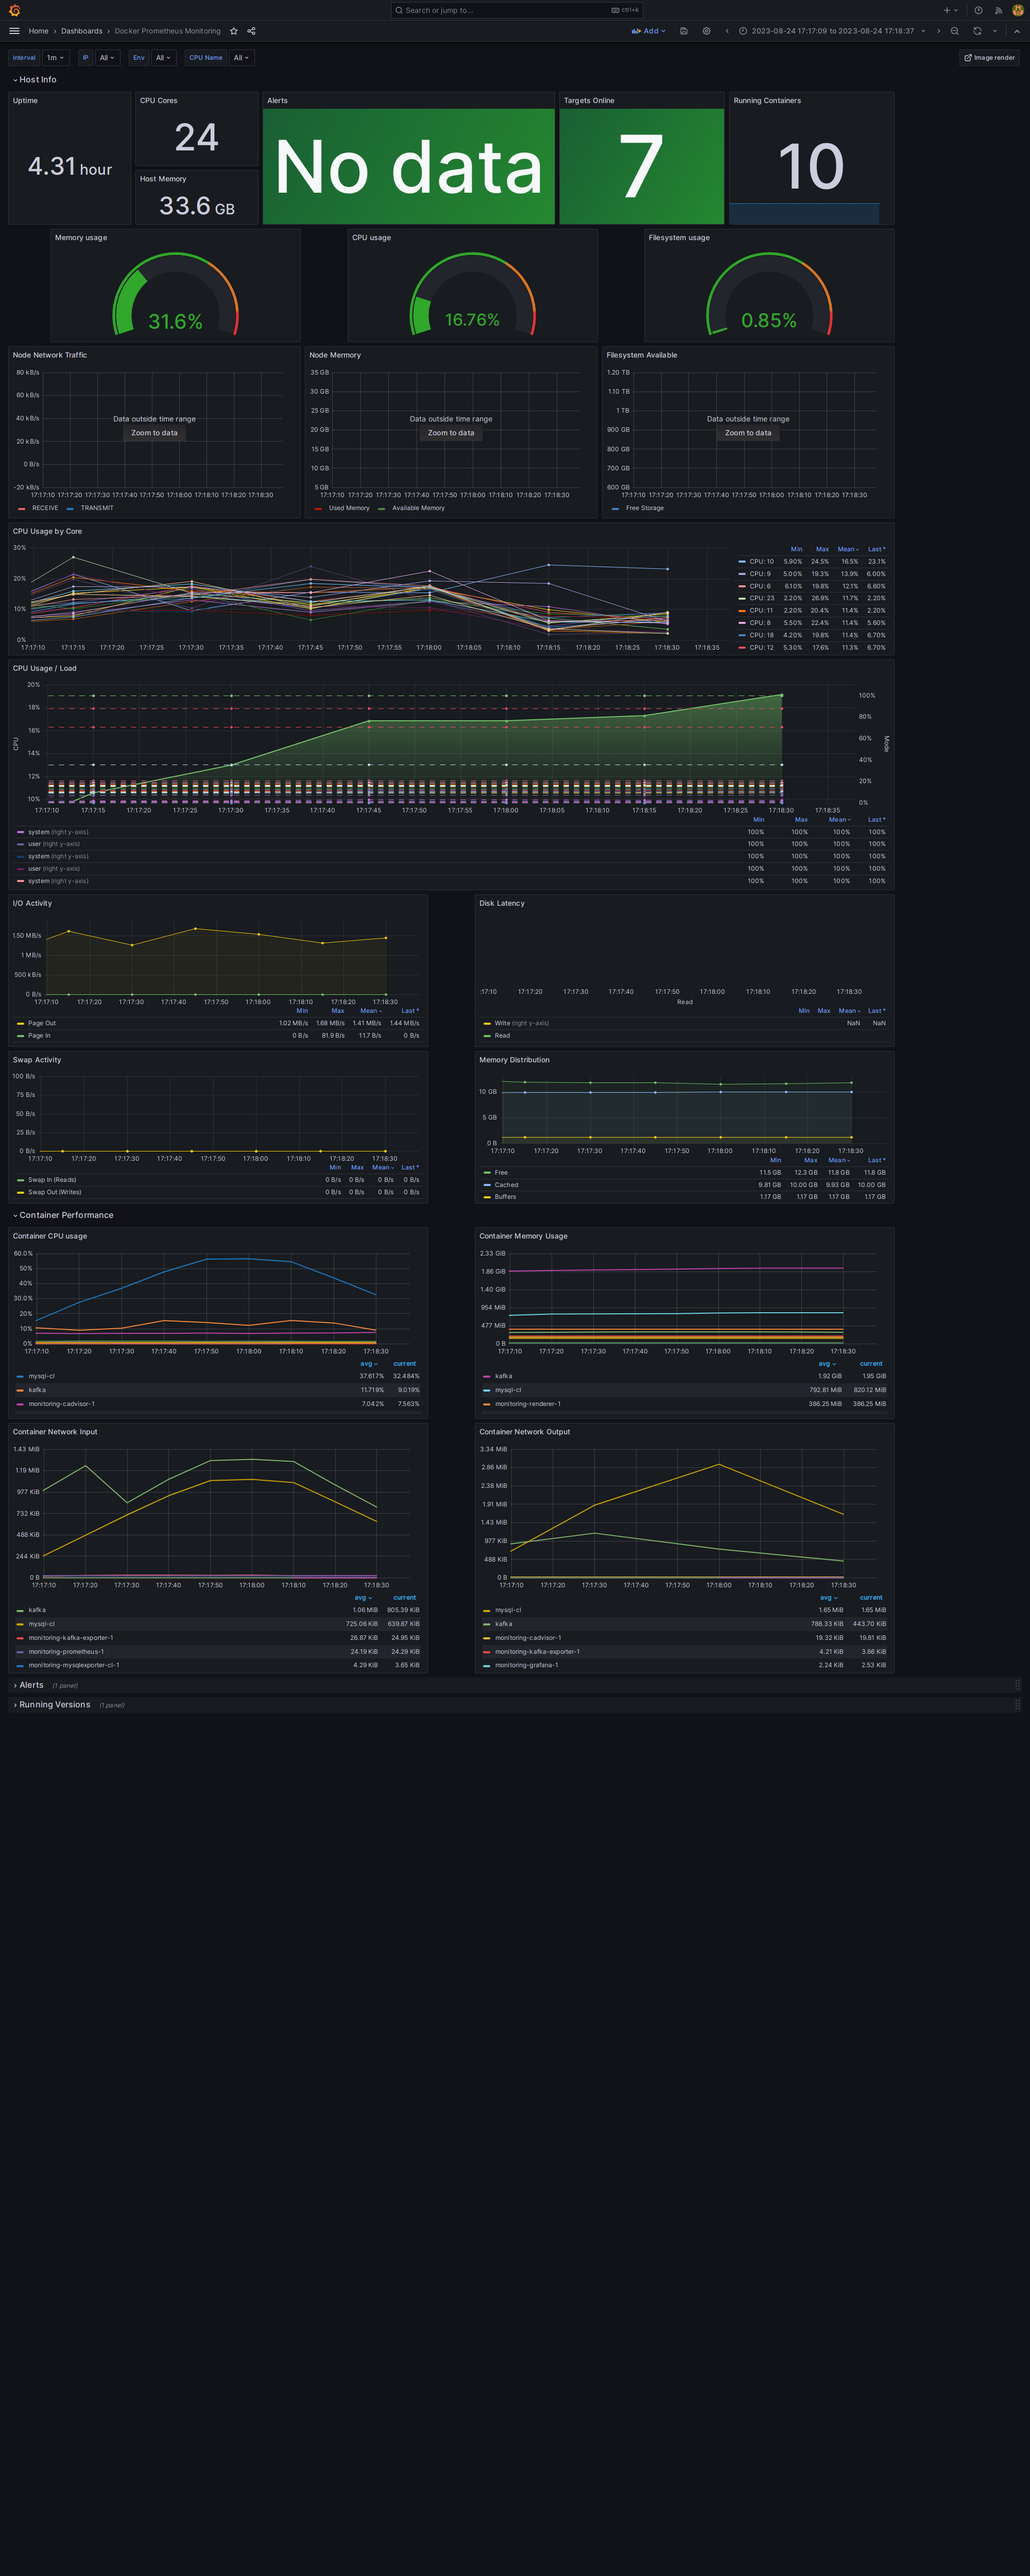 Search or jump to... ctrl+k
Home › Dashboards › Docker Prometheus Monitoring
Add 2023-08-24 17:17:09 to 2023-08-24 17:18:37
Interval 1m IP All Env All CPU Name All Image render
Host Info
Uptime
4.31 hour
CPU Cores
24
Host Memory
33.6 GB
Alerts
No data
Targets Online
7
Running Containers
10
Memory usage
31.6%
CPU usage
16.76%
Filesystem usage
0.85%
Node Network Traffic
80 kB/s
60 kB/s
40 kB/s
20 kB/s
0 B/s
-20 kB/s
Data outside time range
Zoom to data
17:17:10 17:17:20 17:17:30 17:17:40 17:17:50 17:18:00 17:18:10 17:18:20 17:18:30
RECEIVE TRANSMIT
Node Mermory
35 GB
30 GB
25 GB
20 GB
15 GB
10 GB
5 GB
Data outside time range
Zoom to data
17:17:10 17:17:20 17:17:30 17:17:40 17:17:50 17:18:00 17:18:10 17:18:20 17:18:30
Used Memory Available Memory
Filesystem Available
1.20 TB
1.10 TB
1 TB
900 GB
800 GB
700 GB
600 GB
Data outside time range
Zoom to data
17:17:10 17:17:20 17:17:30 17:17:40 17:17:50 17:18:00 17:18:10 17:18:20 17:18:30
Free Storage
CPU Usage by Core
30%
20%
10%
0%
17:17:10 17:17:15 17:17:20 17:17:25 17:17:30 17:17:35 17:17:40 17:17:45 17:17:50 17:17:55 17:18:00 17:18:05 17:18:10 17:18:15 17:18:20 17:18:25 17:18:30 17:18:35
Min Max Mean Last *
CPU: 10 5.90% 24.5% 16.5% 23.1%
CPU: 9 5.00% 19.3% 13.9% 6.00%
CPU: 6 6.10% 19.8% 12.1% 6.60%
CPU: 23 2.20% 26.9% 11.7% 2.20%
CPU: 11 2.20% 20.4% 11.4% 2.20%
CPU: 8 5.50% 22.4% 11.4% 5.60%
CPU: 18 4.20% 19.8% 11.4% 6.70%
CPU: 12 5.30% 17.6% 11.3% 6.70%
CPU Usage / Load
CPU
20%
18%
16%
14%
12%
10%
100%
80%
60%
40%
20%
0%
Mode
17:17:10 17:17:15 17:17:20 17:17:25 17:17:30 17:17:35 17:17:40 17:17:45 17:17:50 17:17:55 17:18:00 17:18:05 17:18:10 17:18:15 17:18:20 17:18:25 17:18:30 17:18:35
Min Max Mean Last *
system (right y-axis) 100% 100% 100% 100%
user (right y-axis) 100% 100% 100% 100%
system (right y-axis) 100% 100% 100% 100%
user (right y-axis) 100% 100% 100% 100%
system (right y-axis) 100% 100% 100% 100%
I/O Activity
1.50 MB/s
1 MB/s
500 kB/s
0 B/s
17:17:10 17:17:20 17:17:30 17:17:40 17:17:50 17:18:00 17:18:10 17:18:20 17:18:30
Min Max Mean Last *
Page Out 1.02 MB/s 1.68 MB/s 1.41 MB/s 1.44 MB/s
Page In 0 B/s 81.9 B/s 11.7 B/s 0 B/s
Disk Latency
:17:10 17:17:20 17:17:30 17:17:40 17:17:50 17:18:00 17:18:10 17:18:20 17:18:30
Read
Min Max Mean Last *
Write (right y-axis) NaN NaN
Read
Swap Activity
100 B/s
75 B/s
50 B/s
25 B/s
0 B/s
17:17:10 17:17:20 17:17:30 17:17:40 17:17:50 17:18:00 17:18:10 17:18:20 17:18:30
Min Max Mean Last *
Swap In (Reads) 0 B/s 0 B/s 0 B/s 0 B/s
Swap Out (Writes) 0 B/s 0 B/s 0 B/s 0 B/s
Memory Distribution
10 GB
5 GB
0 B
17:17:10 17:17:20 17:17:30 17:17:40 17:17:50 17:18:00 17:18:10 17:18:20 17:18:30
Min Max Mean Last *
Free 11.5 GB 12.3 GB 11.8 GB 11.8 GB
Cached 9.81 GB 10.00 GB 9.93 GB 10.00 GB
Buffers 1.17 GB 1.17 GB 1.17 GB 1.17 GB
Container Performance
Container CPU usage
60.0%
50%
40%
30.0%
20%
10%
0%
17:17:10 17:17:20 17:17:30 17:17:40 17:17:50 17:18:00 17:18:10 17:18:20 17:18:30
avg current
mysql-cl 37.617% 32.484%
kafka 11.719% 9.019%
monitoring-cadvisor-1 7.042% 7.563%
Container Memory Usage
2.33 GiB
1.86 GiB
1.40 GiB
954 MiB
477 MiB
0 B
17:17:10 17:17:20 17:17:30 17:17:40 17:17:50 17:18:00 17:18:10 17:18:20 17:18:30
avg current
kafka 1.92 GiB 1.95 GiB
mysql-cl 792.81 MiB 820.12 MiB
monitoring-renderer-1 386.25 MiB 386.25 MiB
Container Network Input
1.43 MiB
1.19 MiB
977 KiB
732 KiB
488 KiB
244 KiB
0 B
17:17:10 17:17:20 17:17:30 17:17:40 17:17:50 17:18:00 17:18:10 17:18:20 17:18:30
avg current
kafka 1.06 MiB 805.39 KiB
mysql-cl 725.06 KiB 639.87 KiB
monitoring-kafka-exporter-1 26.87 KiB 24.95 KiB
monitoring-prometheus-1 24.19 KiB 24.29 KiB
monitoring-mysqlexporter-cl-1 4.29 KiB 3.65 KiB
Container Network Output
3.34 MiB
2.86 MiB
2.38 MiB
1.91 MiB
1.43 MiB
977 KiB
488 KiB
0 B
17:17:10 17:17:20 17:17:30 17:17:40 17:17:50 17:18:00 17:18:10 17:18:20 17:18:30
avg current
mysql-cl 1.65 MiB 1.65 MiB
kafka 788.33 KiB 443.70 KiB
monitoring-cadvisor-1 19.32 KiB 19.81 KiB
monitoring-kafka-exporter-1 4.21 KiB 3.66 KiB
monitoring-grafana-1 2.24 KiB 2.53 KiB
Alerts (1 panel)
Running Versions (1 panel)